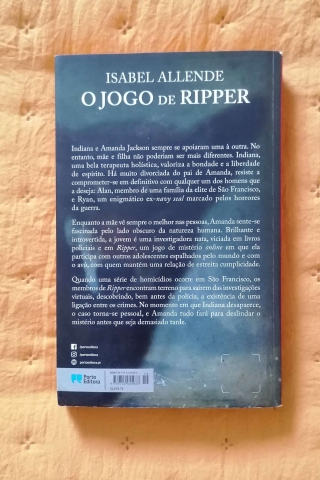 ISABEL ALLENDE
O JOGO DE RIPPER
Indiana e Amanda Jackson sempre se apoiaram uma à outra. No
entanto, mãe e filha não poderiam ser mais diferentes. Indiana,
uma bela terapeuta holística, valoriza a bondade e a liberdade
de espírito. Há muito divorciada do pai de Amanda, resiste a
comprometer-se em definitivo com qualquer um dos homens que
a deseja: Alan, membro de uma família da elite de São Francisco,
e Ryan, um enigmático ex-navy seal marcado pelos horrores
da guerra.
Enquanto a mãe vê sempre o melhor nas pessoas, Amanda sente-se
fascinada pelo lado obscuro da natureza humana. Brilhante e
introvertida, a jovem é uma investigadora nata, viciada em livros
policiais e em Ripper, um jogo de mistério online em que ela
participa com outros adolescentes espalhados pelo mundo e com
o avô, com quem mantém uma relação de estreita cumplicidade.
Quando uma série de homicídios ocorre em São Francisco, os
membros de Ripper encontram terreno para saírem das investigações
virtuais, descobrindo, bem antes da polícia, a existência de uma
ligação entre os crimes. No momento em que Indiana desaparece,
o caso torna-se pessoal, e Amanda tudo fará para deslindar o
mistério antes que seja demasiado tarde.
/portoeditora
/portoeditora
portoeditora.pt
Porto
Editora